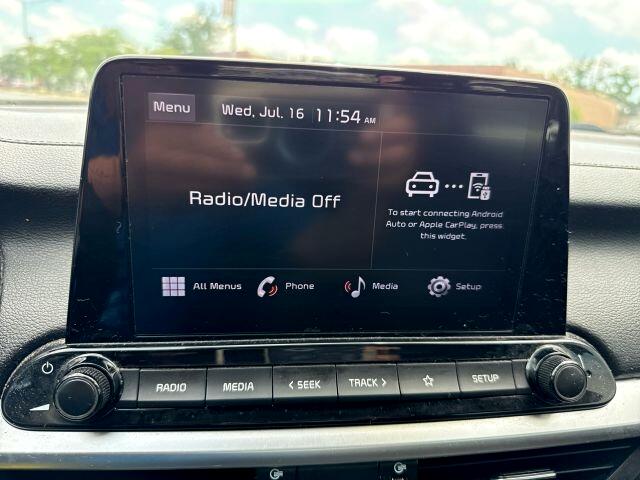 Menu
Wed, Jul. 16 11:54 AM
Radio/Media Off
To start connecting Android
Auto or Apple CarPlay, press
this widget.
All Menus
Phone
Media
Setup
RADIO
MEDIA
< SEEK
TRACK >
SETUP